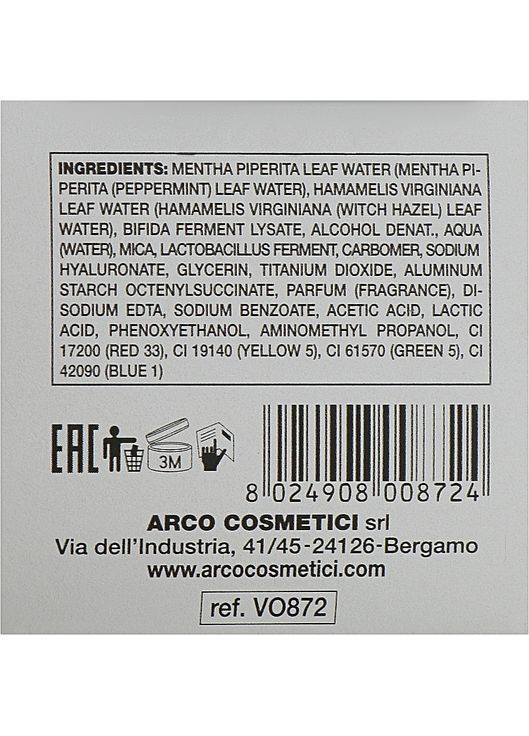 INGREDIENTS: MENTHA PIPERITA LEAF WATER (MENTHA PI-
PERITA (PEPPERMINT) LEAF WATER), HAMAMELIS VIRGINIANA
LEAF WATER (HAMAMELIS VIRGINIANA (WITCH HAZEL) LEAF
WATER), BIFIDA FERMENT LYSATE, ALCOHOL DENAT., AQUA
(WATER), MICA, LACTOBACILLUS FERMENT, CARBOMER, SODIUM
HYALURONATE, GLYCERIN, TITANIUM DIOXIDE, ALUMINUM
STARCH OCTENYLSUCCINATE, PARFUM (FRAGRANCE), DI-
SODIUM EDTA, SODIUM BENZOATE, ACETIC ACID, LACTIC
ACID, PHENOXYETHANOL, AMINOMETHYL PROPANOL, CI
17200 (RED 33), CI 19140 (YELLOW 5), CI 61570 (GREEN 5), CI
42090 (BLUE 1)
EAC
3M
8 024908 008724
ARCO COSMETICI srl
Via dell'Industria, 41/45-24126-Bergamo
www.arcocosmetici.com
ref. VO872